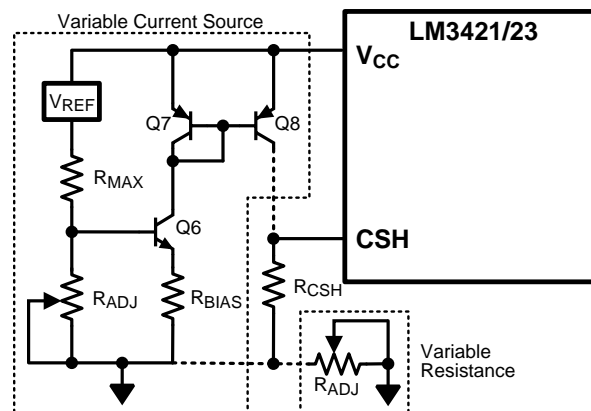 Variable Current Source
LM3421/23
VCC
VREF
Q7
Q8
RMAX
Q6
CSH
RADJ
RBIAS
RCSH
RADJ
Variable
Resistance